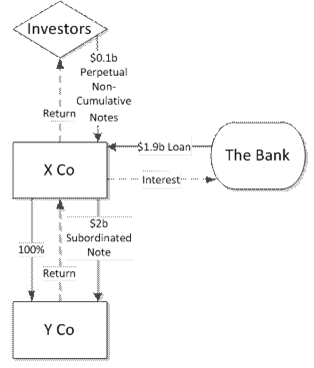 Investors
$0.1b
Perpetual
Non-
Cumulative
Notes
Return
$1.9b Loan
The Bank
X Co
Interest
$2b
Subordinated
Note
100%
Return
Y Co